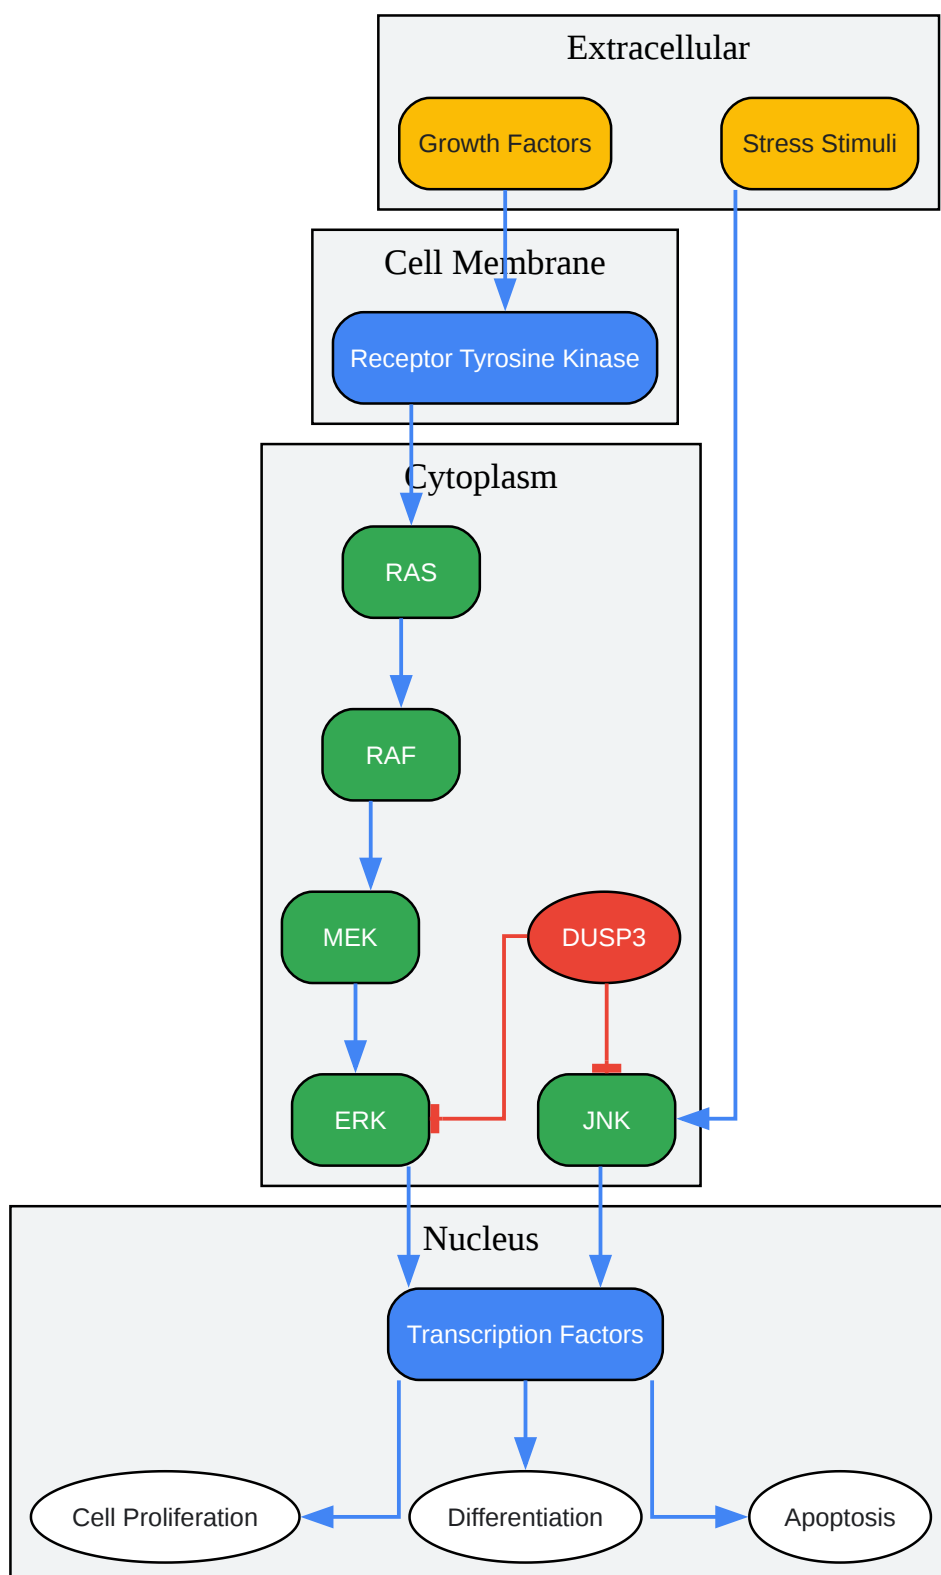 Extracellular
Growth Factors
Stress Stimuli
Cell Membrane
Receptor Tyrosine Kinase
Cytoplasm
RAS
RAF
MEK
DUSP3
ERK
JNK
Nucleus
Transcription Factors
Cell Proliferation
Differentiation
Apoptosis